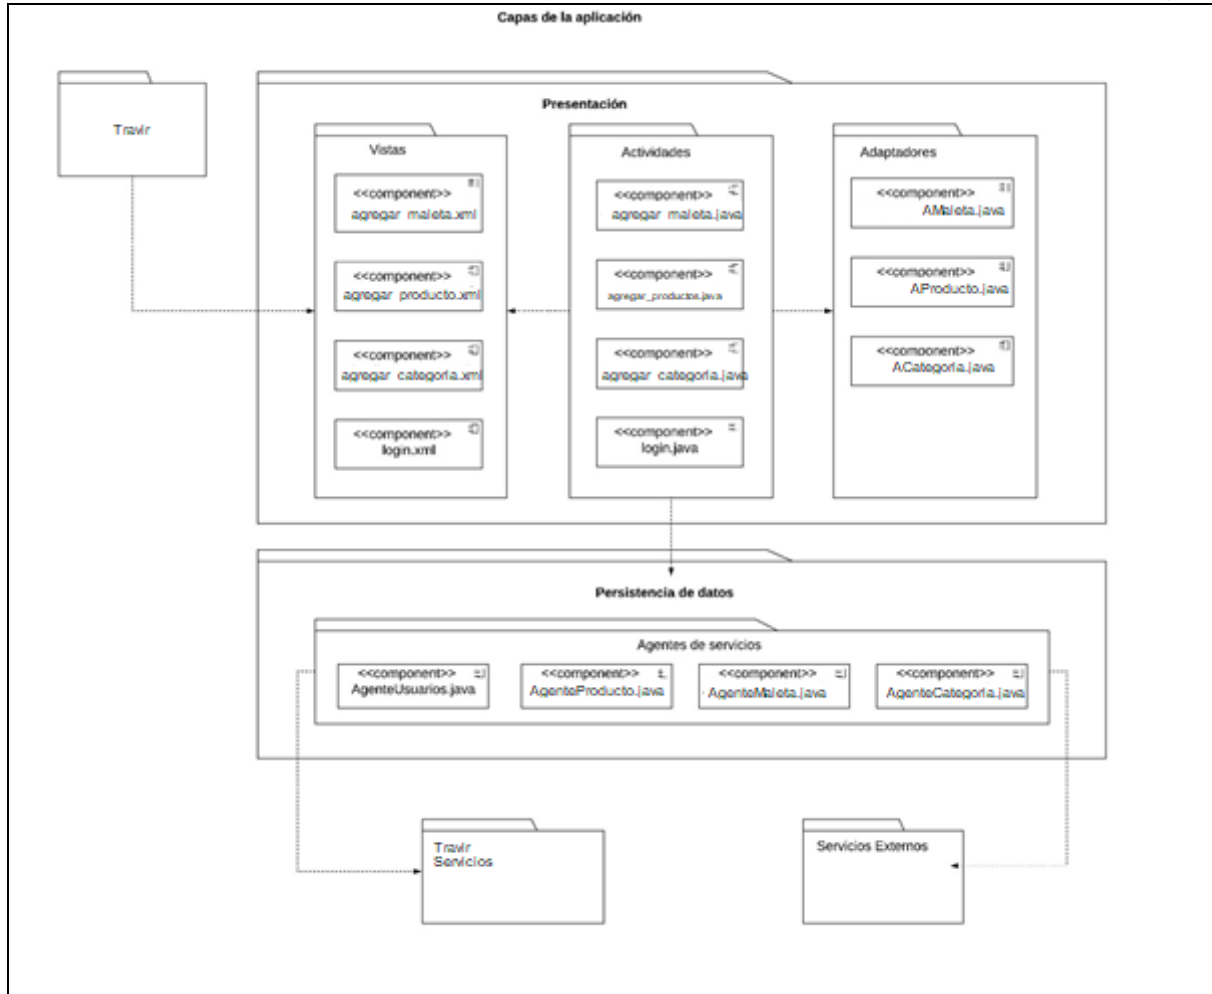 Capas de la aplicación
Travir
Presentación
Vistas
<<component>>
agregar_maleta.xml
<<component>>
agregar_producto.xml
<<component>>
agregar_categoria.xml
<<component>>
login.xml
Actividades
<<component>>
agregar_maleta.java
<<component>>
agregar_productos.java
<<component>>
agregar_categoria.java
<<component>>
login.java
Adaptadores
<<component>>
AMaleta.java
<<component>>
AProducto.java
<<component>>
ACategoria.java
Persistencia de datos
Agentes de servicios
<<component>>
AgenteUsuarios.java
<<component>>
AgenteProducto.java
<<component>>
AgenteMaleta.java
<<component>>
AgenteCategoria.java
Travir
Servicios
Servicios Externos